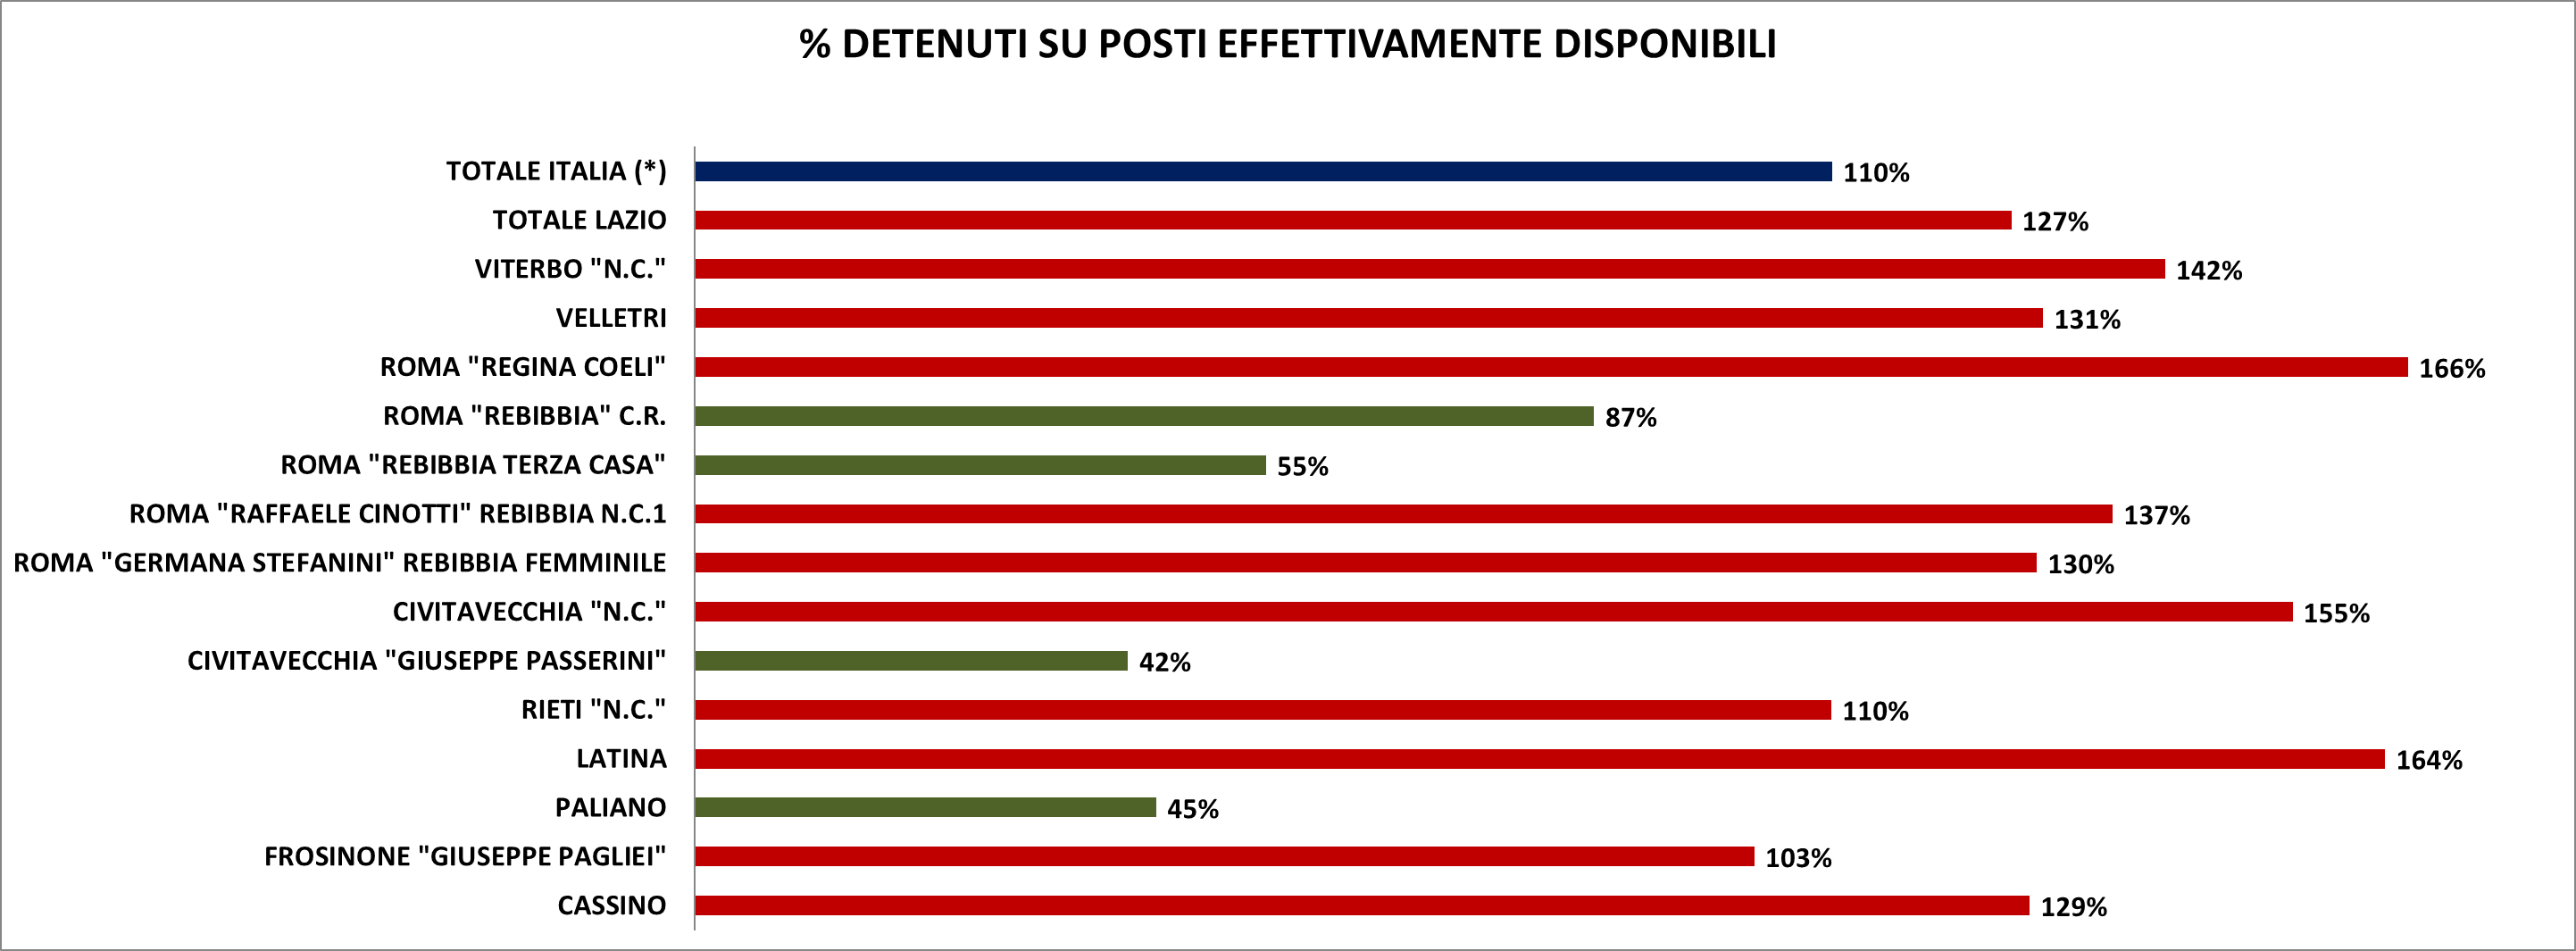 % DETENUTI SU POSTI EFFETTIVAMENTE DISPONIBILI
TOTALE ITALIA (*) 110%
TOTALE LAZIO 127%
VITERBO "N.C." 142%
VELLETRI 131%
ROMA "REGINA COELI" 166%
ROMA "REBIBBIA" C.R. 87%
ROMA "REBIBBIA TERZA CASA" 55%
ROMA "RAFFAELE CINOTTI" REBIBBIA N.C.1 137%
ROMA "GERMANA STEFANINI" REBIBBIA FEMMINILE 130%
CIVITAVECCHIA "N.C." 155%
CIVITAVECCHIA "GIUSEPPE PASSERINI" 42%
RIETI "N.C." 110%
LATINA 164%
PALIANO 45%
FROSINONE "GIUSEPPE PAGLIEI" 103%
CASSINO 129%